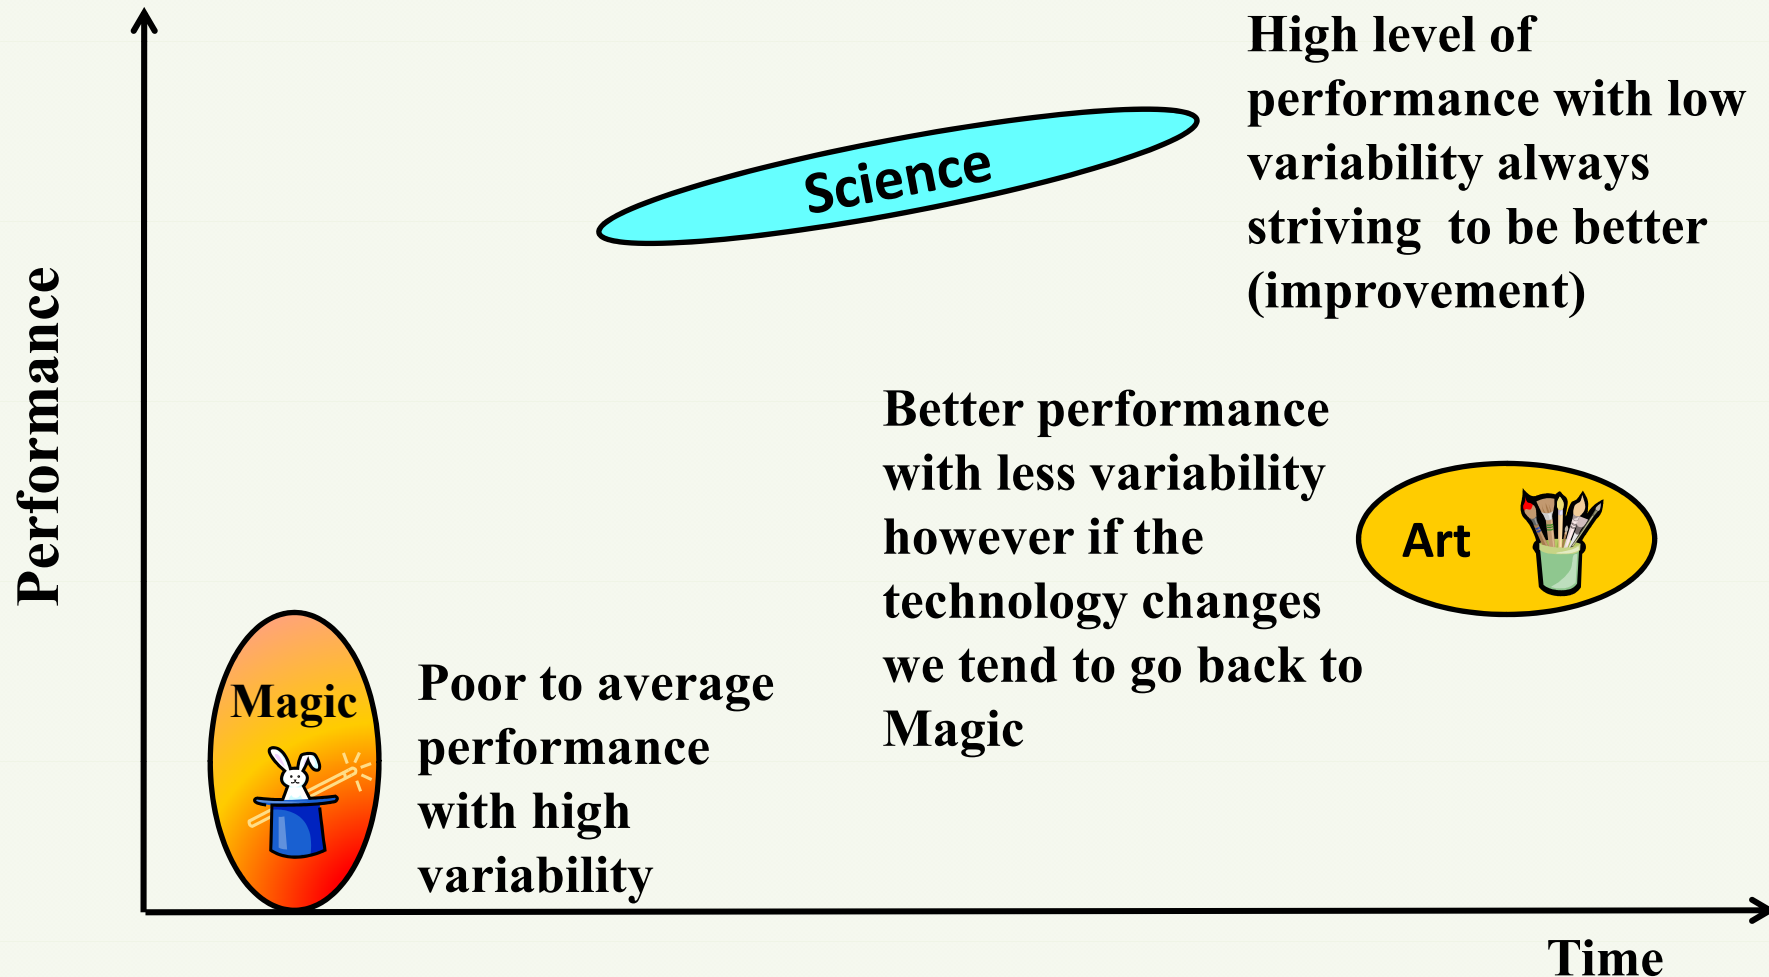 Performance
High level of
performance with low
variability always
striving  to be better
(improvement)
Science
Better performance
with less variability
however if the
technology changes
we tend to go back to
Magic
Art
Magic
Poor to average
performance
with high
variability
Time